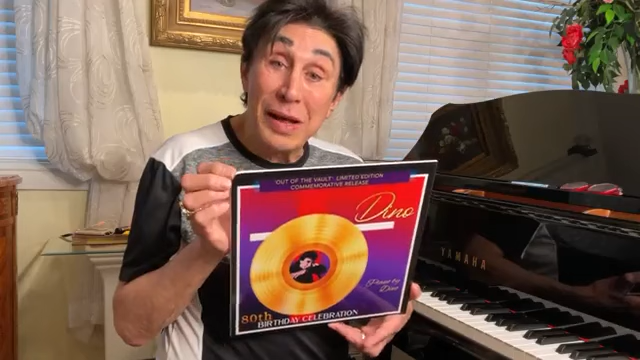 "OUT OF THE VAULT" LIMITED EDITION
COMMEMORATIVE RELEASE
Dino
Piano by
Dino
80th
BIRTHDAY CELEBRATION
YAMAHA